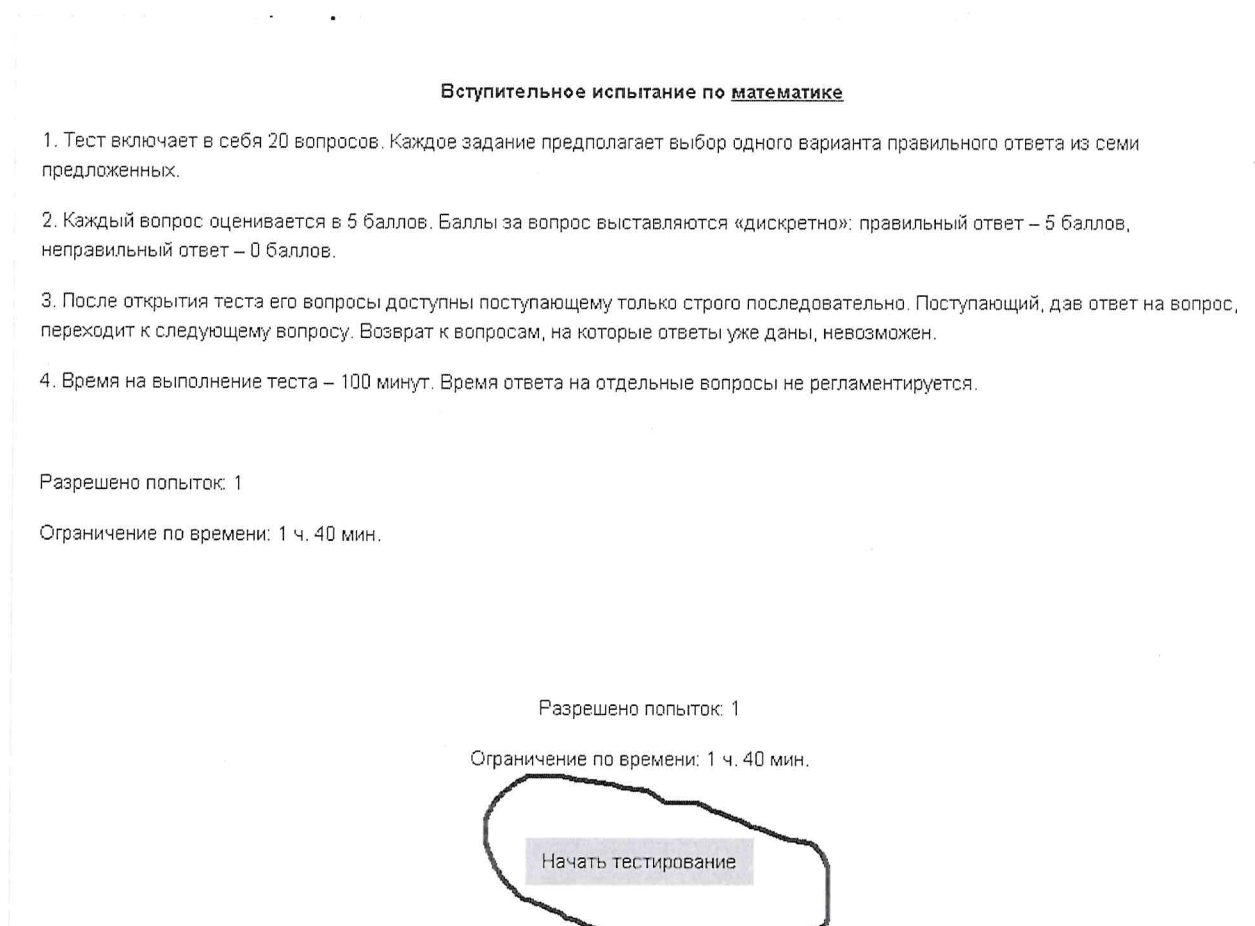 Вступительное испытание по математике
1. Тест включает в себя 20 вопросов. Каждое задание предполагает выбор одного варианта правильного ответа из семи
предложенных.
2. Каждый вопрос оценивается в 5 баллов. Баллы за вопрос выставляются «дискретно»: правильный ответ – 5 баллов,
неправильный ответ – 0 баллов.
3. После открытия теста его вопросы доступны поступающему только строго последовательно. Поступающий, дав ответ на вопрос,
переходит к следующему вопросу. Возврат к вопросам, на которые ответы уже даны, невозможен.
4. Время на выполнение теста – 100 минут. Время ответа на отдельные вопросы не регламентируется.
Разрешено попыток: 1
Ограничение по времени: 1 ч. 40 мин.
Разрешено попыток: 1
Ограничение по времени: 1 ч. 40 мин.
Начать тестирование